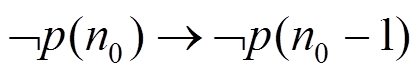 ¬p(n₀) → ¬p(n₀ − 1)